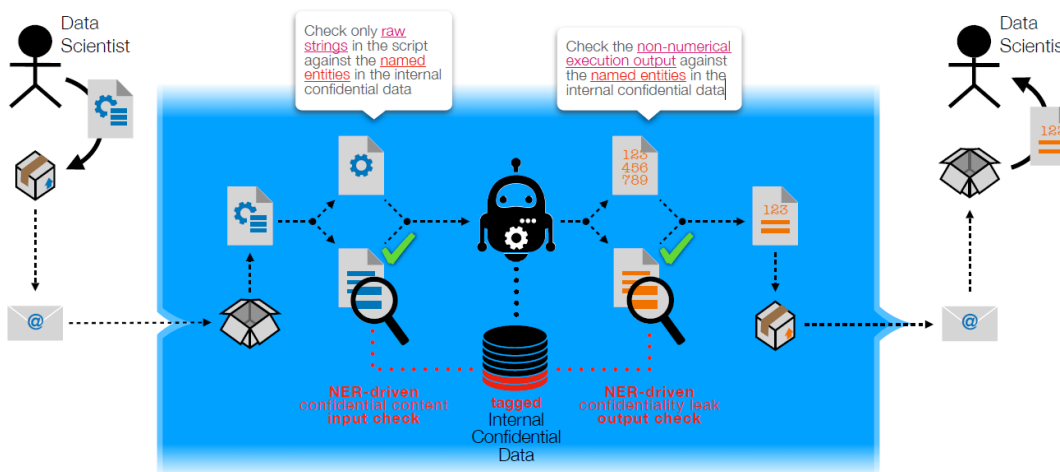 Data
Scientist
Check only raw
strings in the script
against the named
entities in the internal
confidential data
Check the non-numerical
execution output against
the named entities in the
internal confidential data
Data
Scientist
123
456
789
123
123
@
@
NER-driven
confidential content
input check
tagged
Internal
Confidential
Data
NER-driven
confidentiality leak
output check